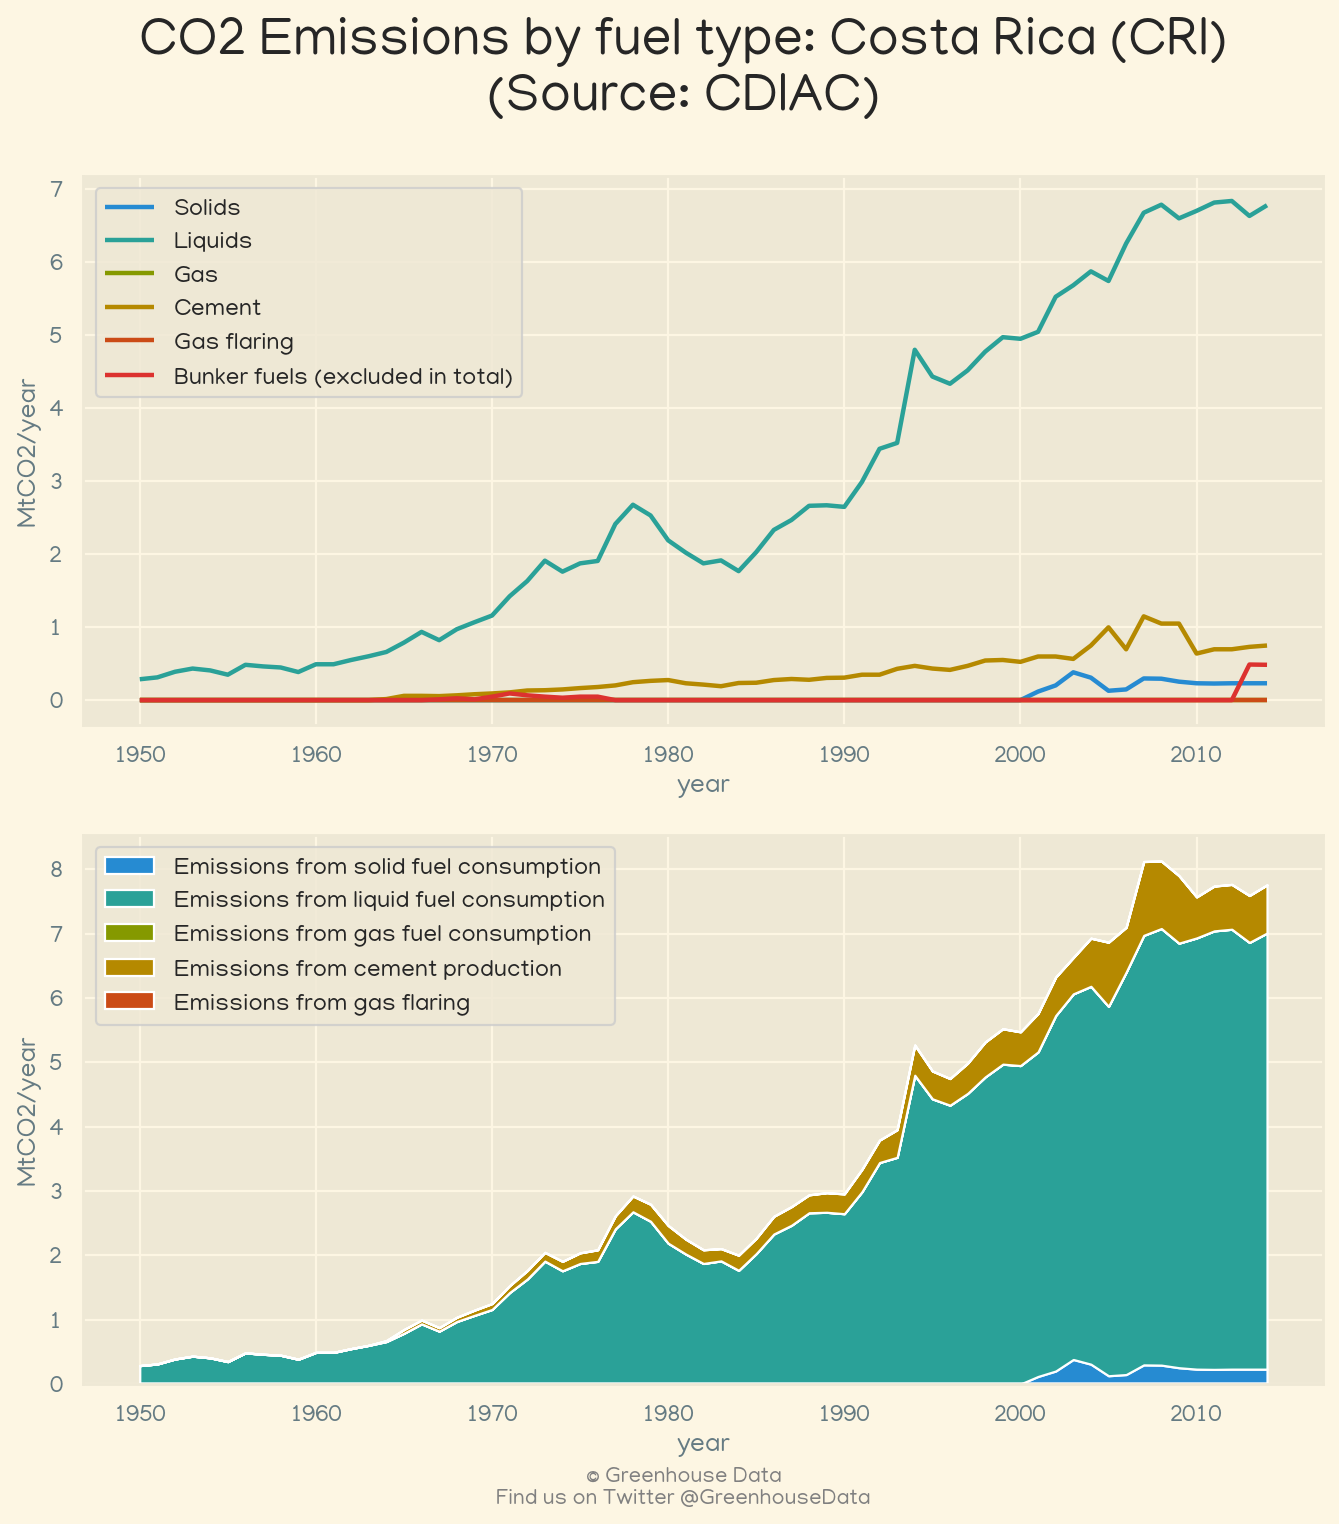 CO2 Emissions by fuel type: Costa Rica (CRI)
(Source: CDIAC)
7
6
5
4
3
2
1
0
MtCO2/year
Solids
Liquids
Gas
Cement
Gas flaring
Bunker fuels (excluded in total)
1950 1960 1970 1980 1990 2000 2010
year
8
7
6
5
4
3
2
1
0
MtCO2/year
Emissions from solid fuel consumption
Emissions from liquid fuel consumption
Emissions from gas fuel consumption
Emissions from cement production
Emissions from gas flaring
1950 1960 1970 1980 1990 2000 2010
year
© Greenhouse Data
Find us on Twitter @GreenhouseData